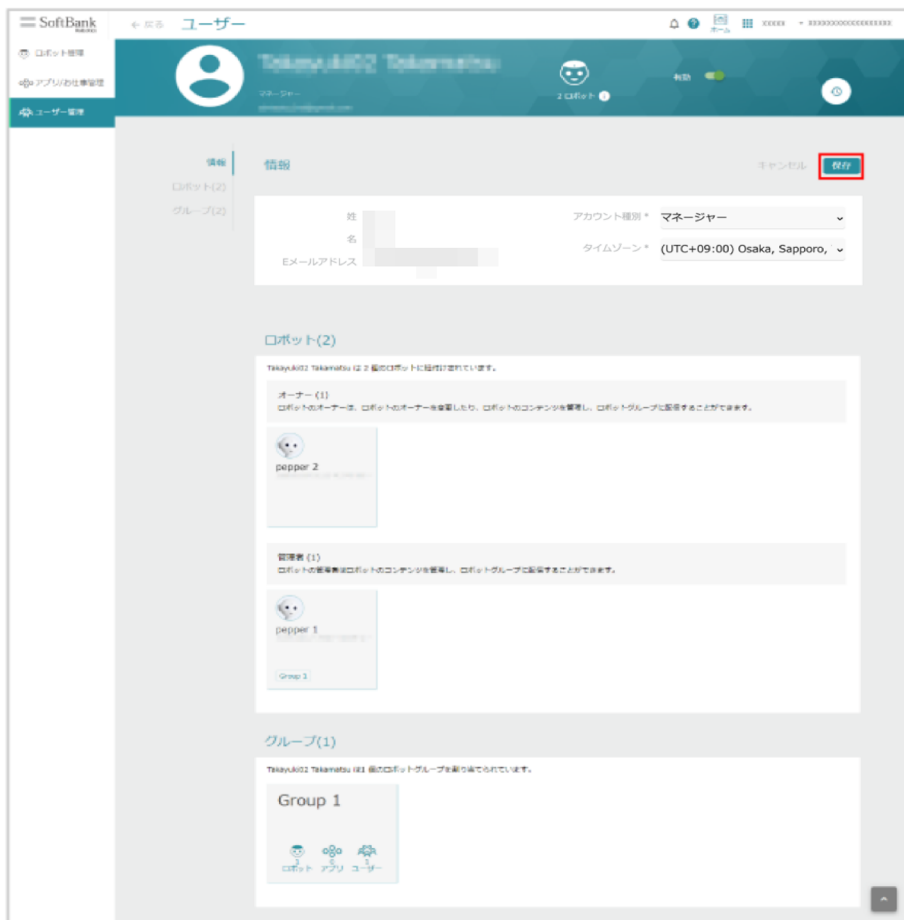 SoftBank
Robotics
← 戻る ユーザー
ホーム
xxxxx
xxxxxxxxxxxxxxxxxx
ロボット管理
アプリ/お仕事管理
ユーザー管理
Takayuki02 Takamatsu
マネージャー
2 ロボット
有効
情報
ロボット(2)
グループ(2)
情報
キャンセル 保存
姓
名
Eメールアドレス
アカウント種別 * マネージャー
タイムゾーン * (UTC+09:00) Osaka, Sapporo,
ロボット(2)
Takayuki02 Takamatsu は 2 個のロボットに紐付けされています。
オーナー (1)
ロボットのオーナーは、ロボットのオーナーを変更したり、ロボットのコンテンツを管理し、ロボットグループに配信することができます。
pepper 2
管理者 (1)
ロボットの管理者はロボットのコンテンツを管理し、ロボットグループに配信することができます。
pepper 1
Group 1
グループ(1)
Takayuki02 Takamatsu は1 個のロボットグループを割り当てられています。
Group 1
ロボット アプリ ユーザー